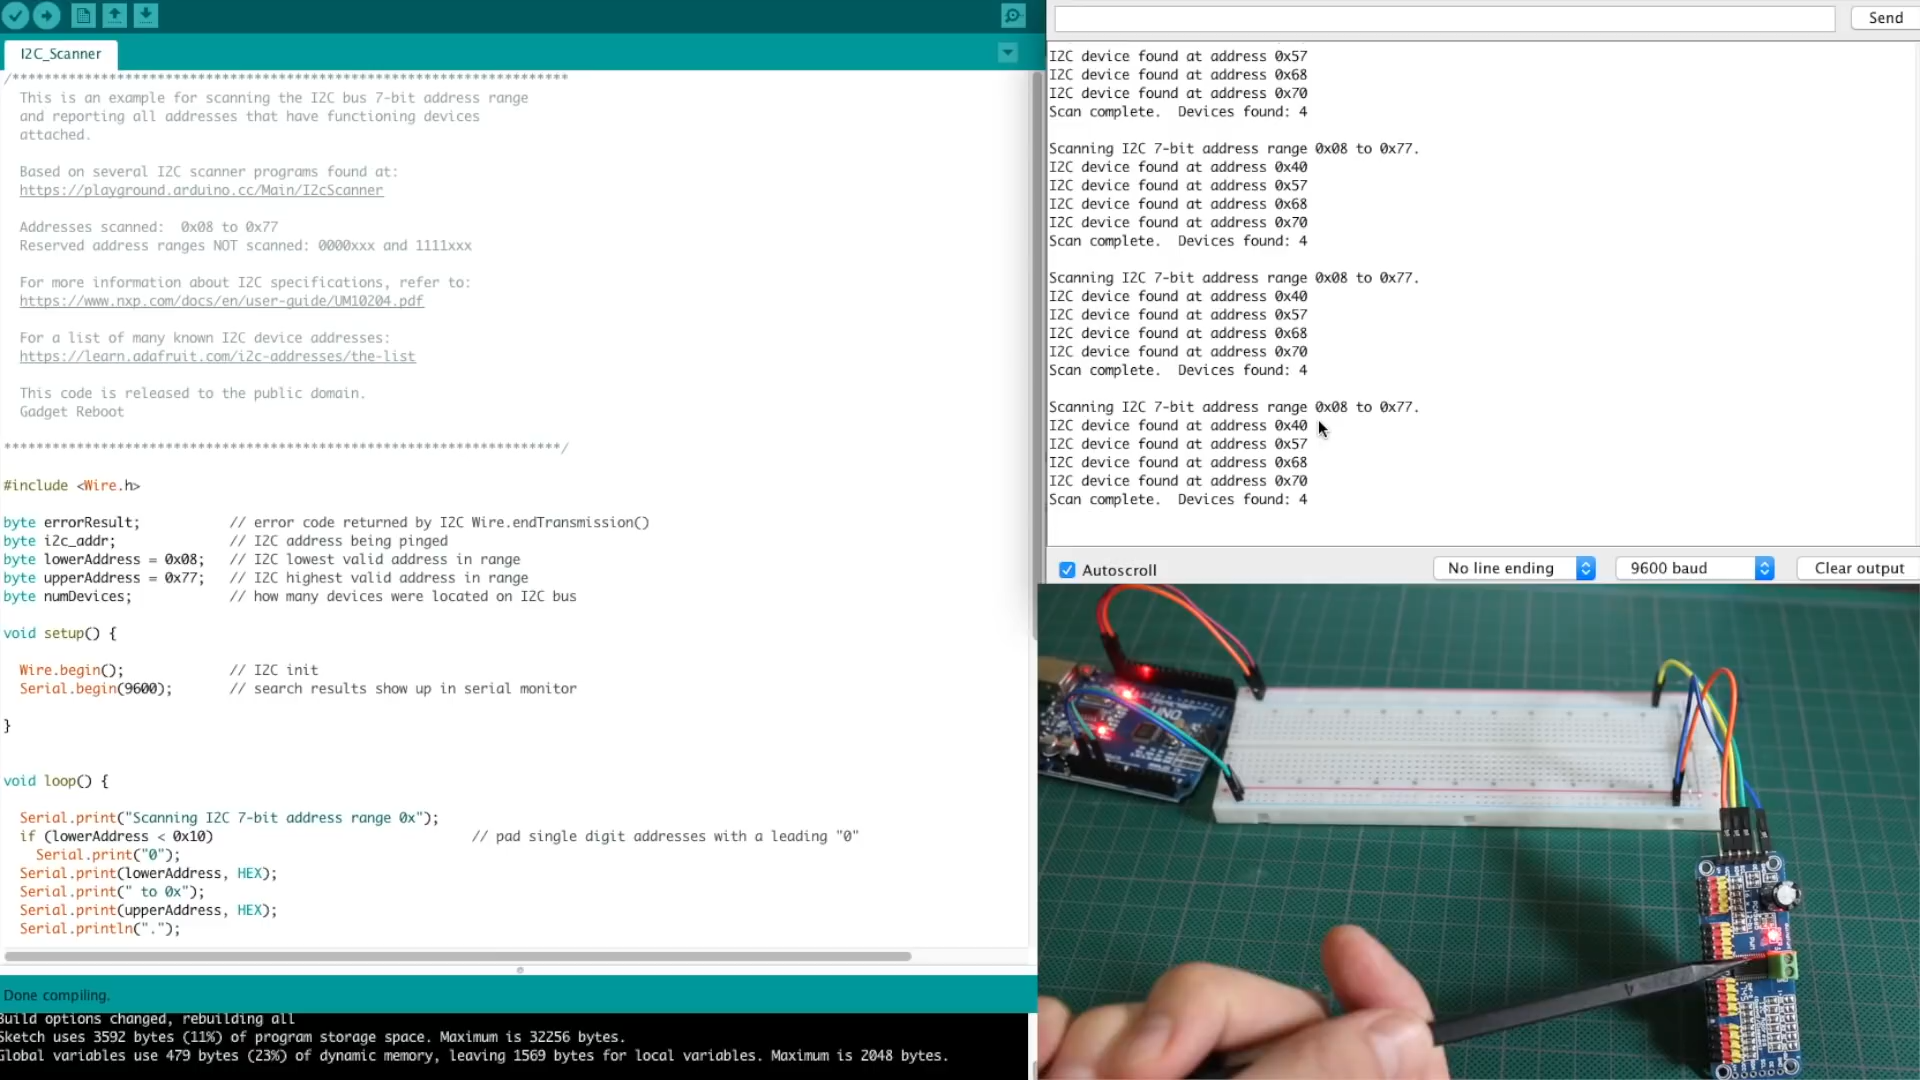 I2C_Scanner
/*********************************************************************
This is an example for scanning the I2C bus 7-bit address range
and reporting all addresses that have functioning devices
attached.
Based on several I2C scanner programs found at:
https://playground.arduino.cc/Main/I2cScanner
Addresses scanned:  0x08 to 0x77
Reserved address ranges NOT scanned: 0000xxx and 1111xxx
For more information about I2C specifications, refer to:
https://www.nxp.com/docs/en/user-guide/UM10204.pdf
For a list of many known I2C device addresses:
https://learn.adafruit.com/i2c-addresses/the-list
This code is released to the public domain.
Gadget Reboot
*********************************************************************/
#include <Wire.h>
byte errorResult;           // error code returned by I2C Wire.endTransmission()
byte i2c_addr;              // I2C address being pinged
byte lowerAddress = 0x08;   // I2C lowest valid address in range
byte upperAddress = 0x77;   // I2C highest valid address in range
byte numDevices;            // how many devices were located on I2C bus
void setup() {
Wire.begin();             // I2C init
Serial.begin(9600);       // search results show up in serial monitor
}
void loop() {
Serial.print("Scanning I2C 7-bit address range 0x");
if (lowerAddress < 0x10)                                // pad single digit addresses with a leading "0"
Serial.print("0");
Serial.print(lowerAddress, HEX);
Serial.print(" to 0x");
Serial.print(upperAddress, HEX);
Serial.println(".");
Done compiling.
Build options changed, rebuilding all
Sketch uses 3592 bytes (11%) of program storage space. Maximum is 32256 bytes.
Global variables use 479 bytes (23%) of dynamic memory, leaving 1569 bytes for local variables. Maximum is 2048 bytes.
Send
I2C device found at address 0x57
I2C device found at address 0x68
I2C device found at address 0x70
Scan complete.  Devices found: 4
Scanning I2C 7-bit address range 0x08 to 0x77.
I2C device found at address 0x40
I2C device found at address 0x57
I2C device found at address 0x68
I2C device found at address 0x70
Scan complete.  Devices found: 4
Scanning I2C 7-bit address range 0x08 to 0x77.
I2C device found at address 0x40
I2C device found at address 0x57
I2C device found at address 0x68
I2C device found at address 0x70
Scan complete.  Devices found: 4
Scanning I2C 7-bit address range 0x08 to 0x77.
I2C device found at address 0x40
I2C device found at address 0x57
I2C device found at address 0x68
I2C device found at address 0x70
Scan complete.  Devices found: 4
Autoscroll
No line ending
9600 baud
Clear output
UNO